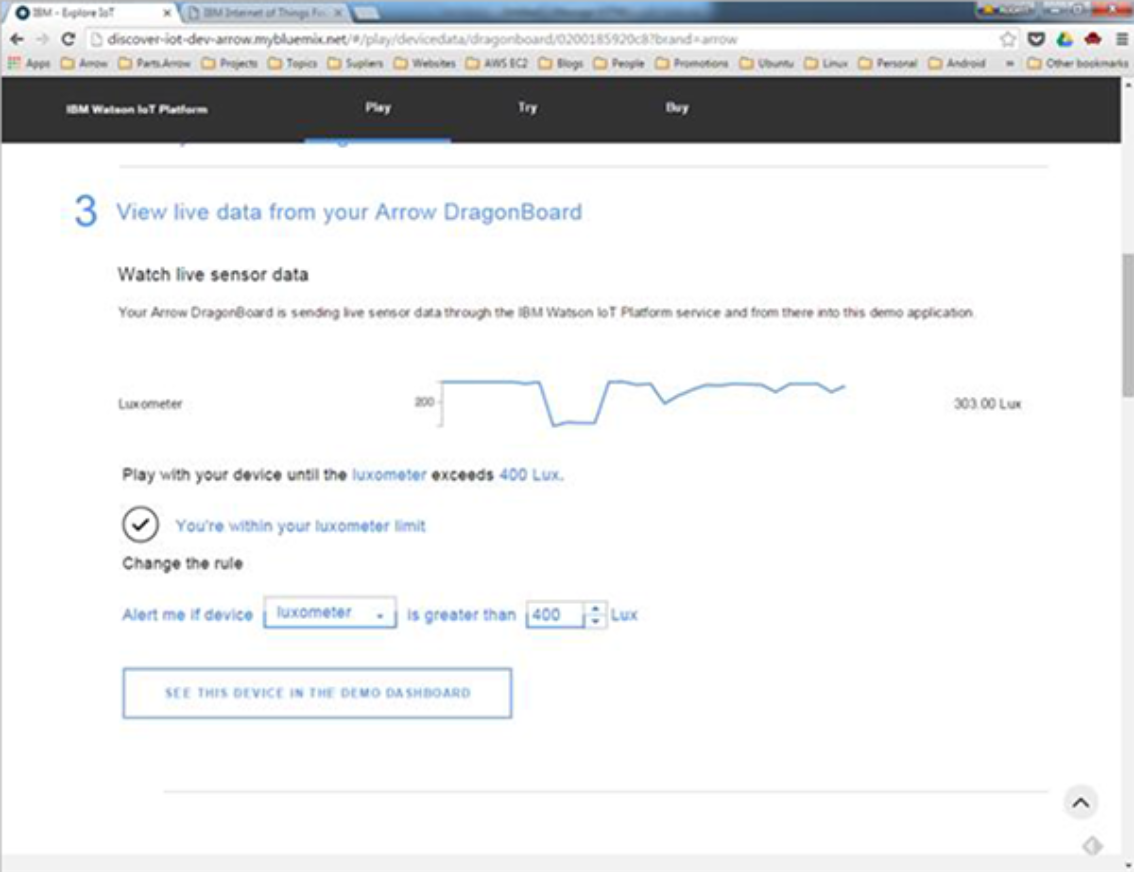 IBM - Explore IoT
IBM Internet of Things Fo
discover-iot-dev-arrow.mybluemix.net/#/play/devicedata/dragonboard/0200185920c8?brand=arrow
Apps Arrow Parts.Arrow Projects Topics Supliers Websites AWS EC2 Blogs People Promotions Ubuntu Linux Personal Android » Other bookmarks
IBM Watson IoT Platform Play Try Buy
3 View live data from your Arrow DragonBoard
Watch live sensor data
Your Arrow DragonBoard is sending live sensor data through the IBM Watson IoT Platform service and from there into this demo application.
Luxometer 200 303.00 Lux
Play with your device until the luxometer exceeds 400 Lux.
You're within your luxometer limit
Change the rule
Alert me if device luxometer is greater than 400 Lux
SEE THIS DEVICE IN THE DEMO DASHBOARD